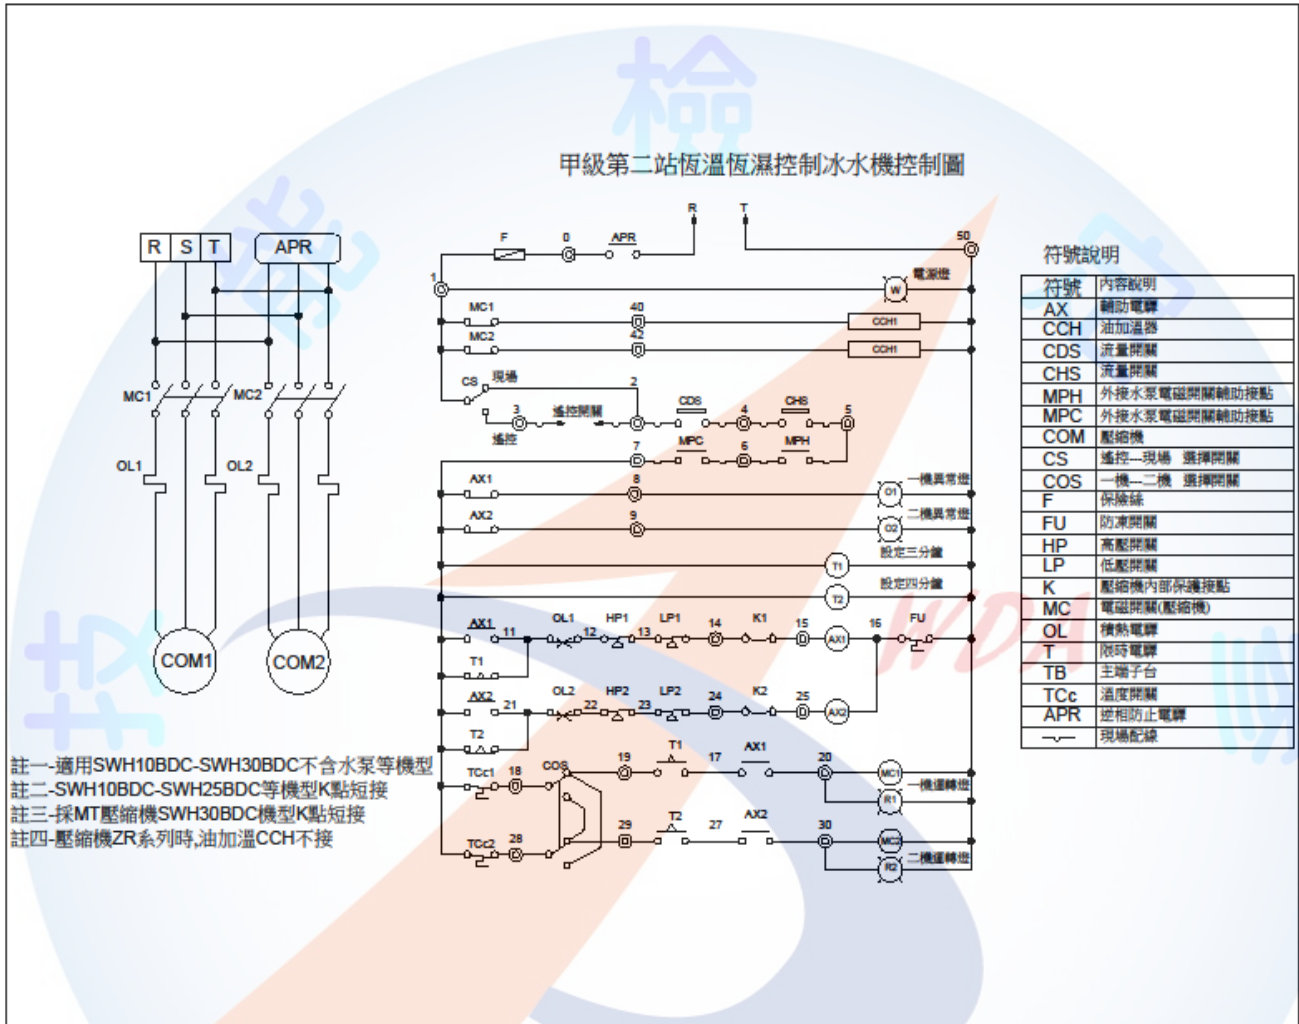 甲級第二站恆溫恆濕控制冰水機控制圖
R S T
APR
MC1
MC2
OL1
OL2
COM1
COM2
註一-適用SWH10BDC-SWH30BDC不含水泵等機型
註二-SWH10BDC-SWH25BDC等機型K點短接
註三-採MT壓縮機SWH30BDC機型K點短接
註四-壓縮機ZR系列時,油加溫CCH不接
R T
F 0 APR 50
1 電源燈
W
MC1 40 CCH1
MC2 42 CCH1
CS 現場 2
3 遙控開關 CDS 4 CHS 5
遙控
7 MPC 6 MPH
AX1 8 一機異常燈
O1
AX2 9 二機異常燈
O2
設定三分鐘
T1
設定四分鐘
T2
AX1 11 OL1 12 HP1 13 LP1 14 K1 15 AX1 16 FU
T1
AX2 21 OL2 22 HP2 23 LP2 24 K2 25 AX2
T2
TCc1 18 COS 19 T1 17 AX1 20 MC1
一機運轉燈
R1
TCc2 28 29 T2 27 AX2 30 MC2
二機運轉燈
R2
符號說明
符號 內容說明
AX 輔助電驛
CCH 油加溫器
CDS 流量開關
CHS 流量開關
MPH 外接水泵電磁開關輔助接點
MPC 外接水泵電磁開關輔助接點
COM 壓縮機
CS 遙控---現場 選擇開關
COS 一機---二機 選擇開關
F 保險絲
FU 防凍開關
HP 高壓開關
LP 低壓開關
K 壓縮機內部保護接點
MC 電磁開關(壓縮機)
OL 積熱電驛
T 限時電驛
TB 主端子台
TCc 溫度開關
APR 逆相防止電驛
現場配線
技
能
檢
WDA